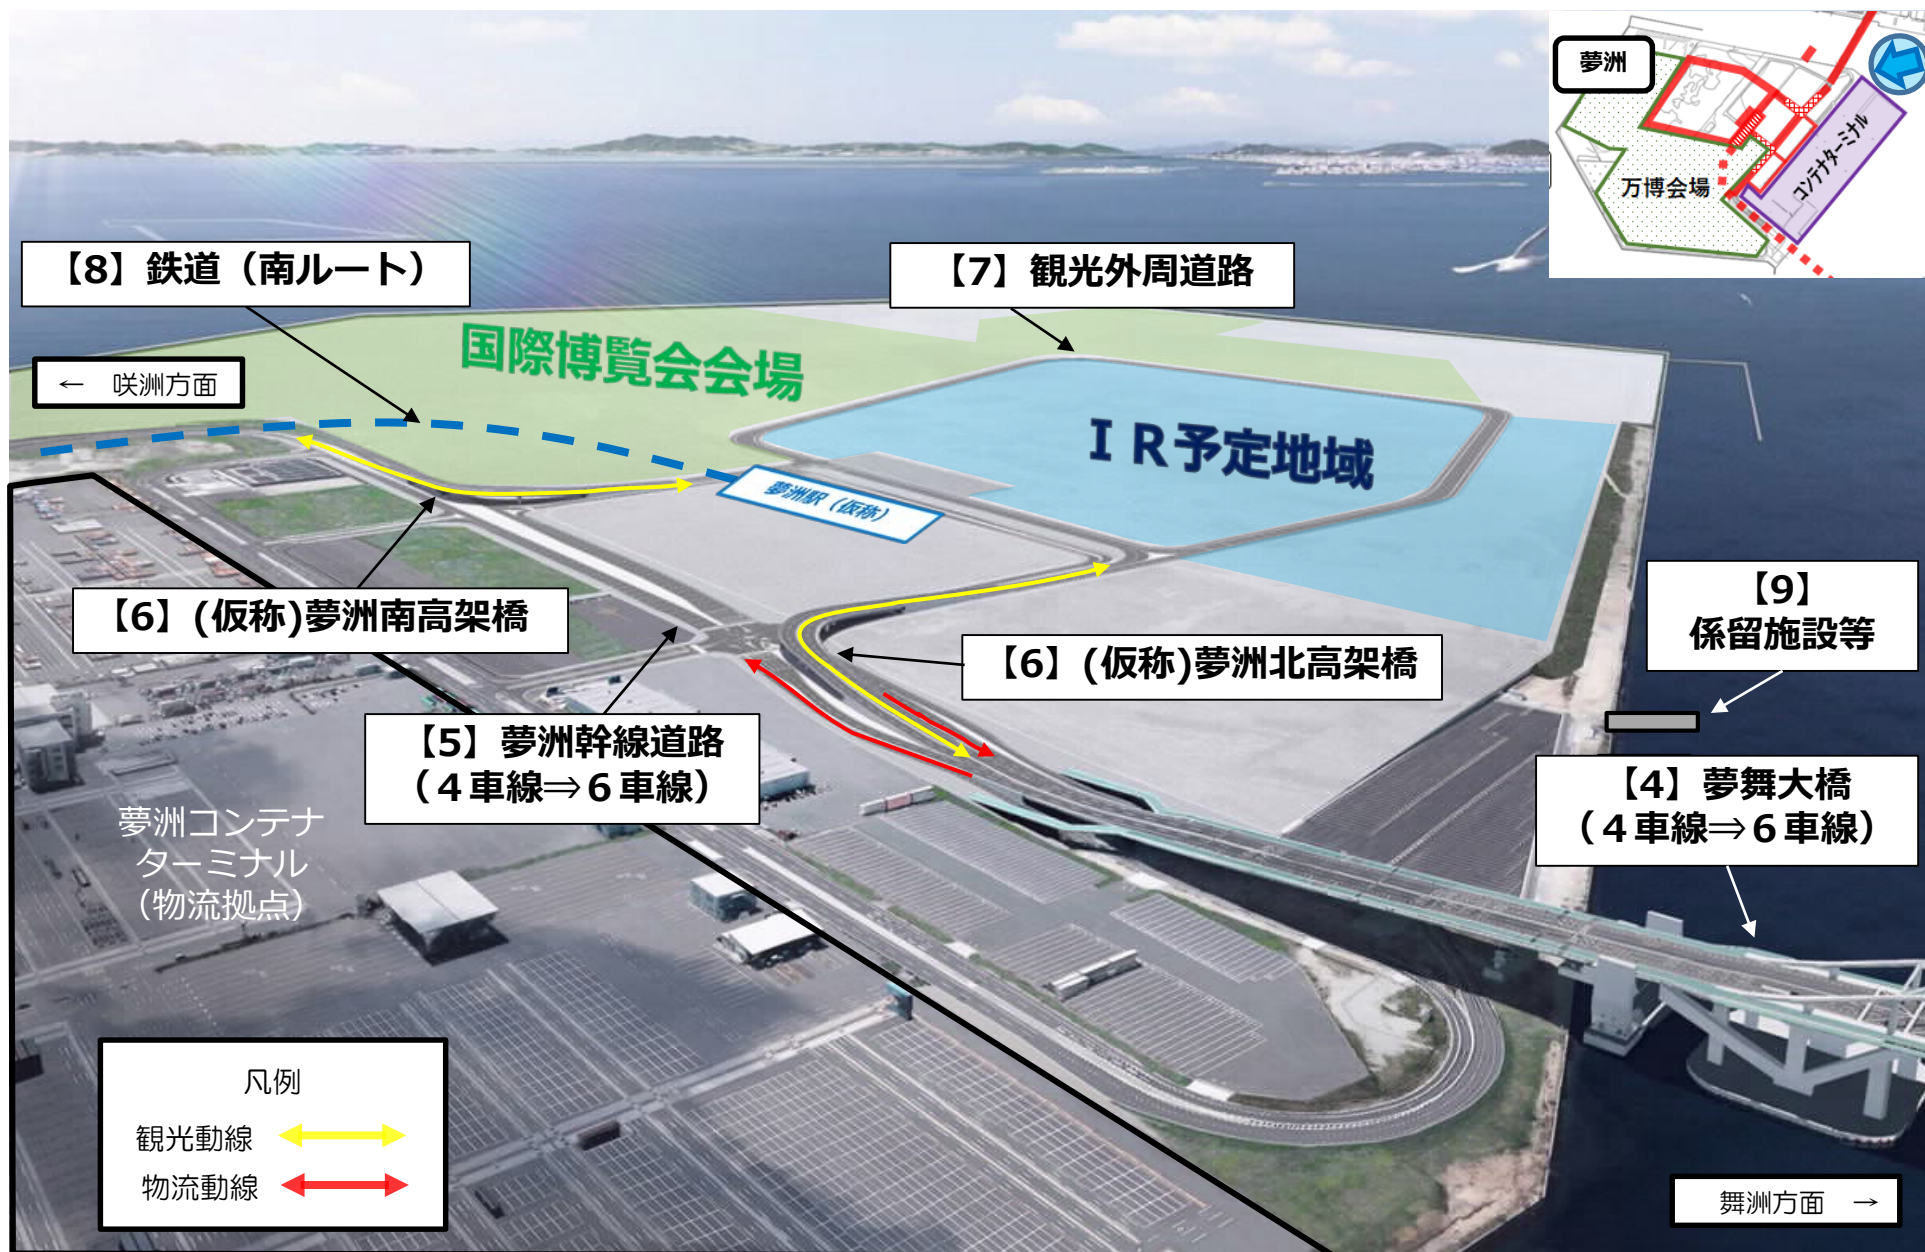 夢洲
万博会場
コンテナターミナル
【8】鉄道（南ルート）
【7】観光外周道路
国際博覧会会場
← 咲洲方面
ＩＲ予定地域
夢洲駅（仮称）
【6】(仮称)夢洲南高架橋
【6】(仮称)夢洲北高架橋
【9】
係留施設等
【5】夢洲幹線道路
（４車線⇒６車線）
【4】夢舞大橋
（４車線⇒６車線）
夢洲コンテナ
ターミナル
（物流拠点）
凡例
観光動線
物流動線
舞洲方面 →